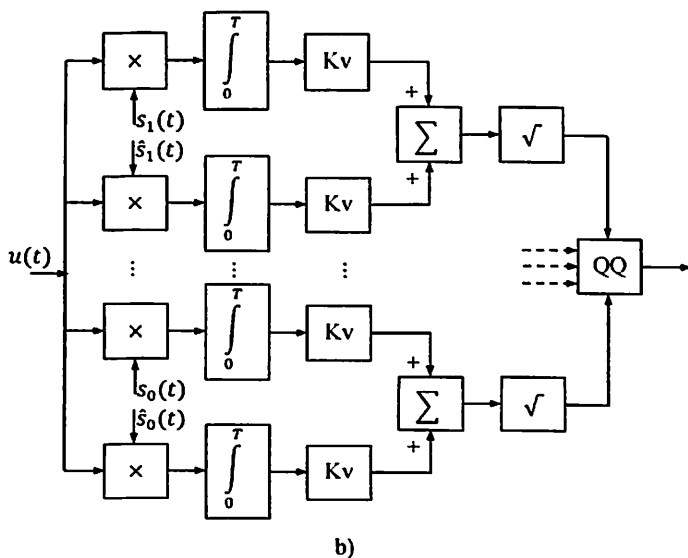 × T ∫ 0 Kv
+
s₁(t)
ŝ₁(t)
∑ √
+
× T ∫ 0 Kv
u(t)
⋮ ⋮ ⋮
QQ
× T ∫ 0 Kv
+
s₀(t)
ŝ₀(t)
∑ √
+
× T ∫ 0 Kv
b)